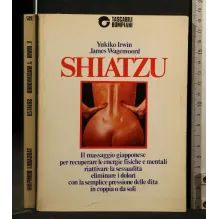 TASCABILI
BOMPIANI
Yukiko Irwin
James Wagenvoord
SHIATZU
Il massaggio giapponese
per recuperare le energie fisiche e mentali
riattivare la sessualità
eliminare i dolori
con la semplice pressione delle dita
in coppia o da soli
SHIATZU